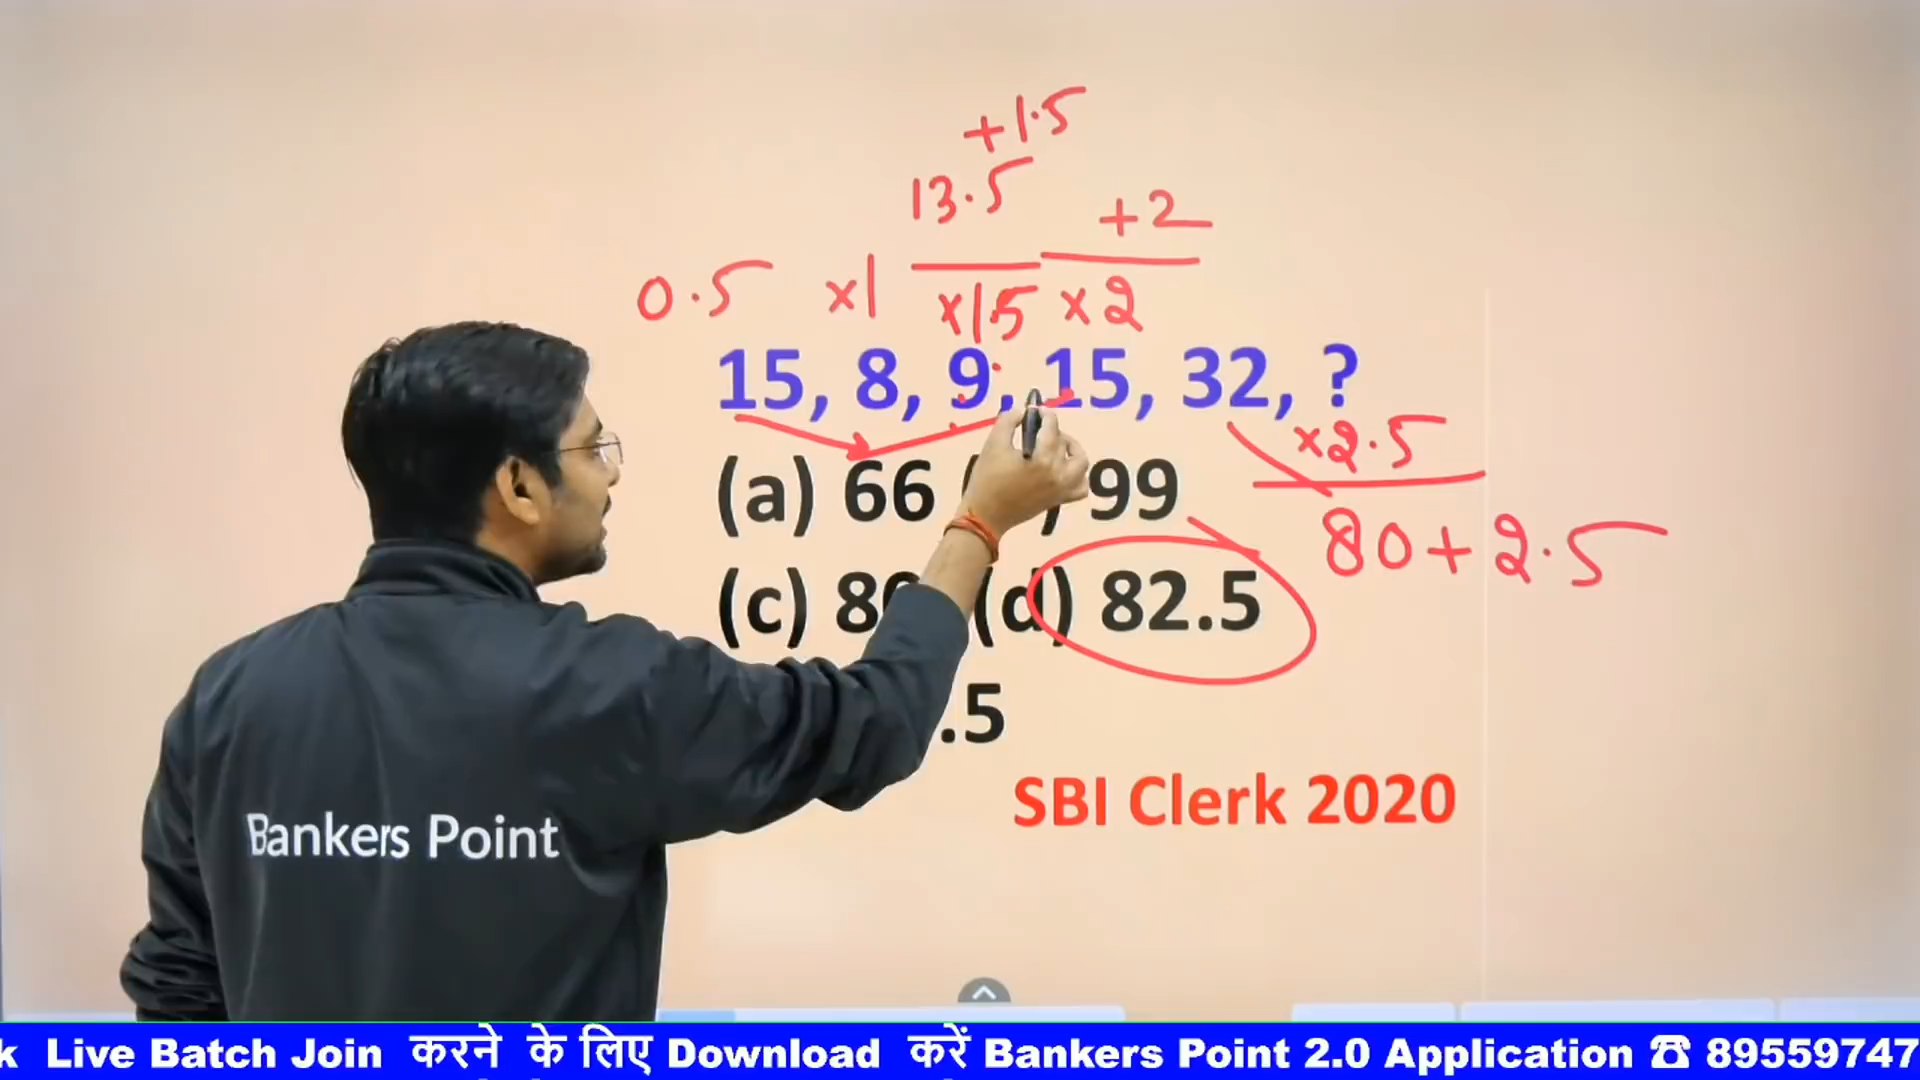 +1.5
13.5 +2
0.5 ×1 ×1.5 ×2
15, 8, 9, 15, 32, ?
×2.5
(a) 66 ) 99
80+2.5
(c) 80 (d) 82.5
.5
SBI Clerk 2020
Bankers Point
k Live Batch Join करने के लिए Download करें Bankers Point 2.0 Application ☎ 89559747